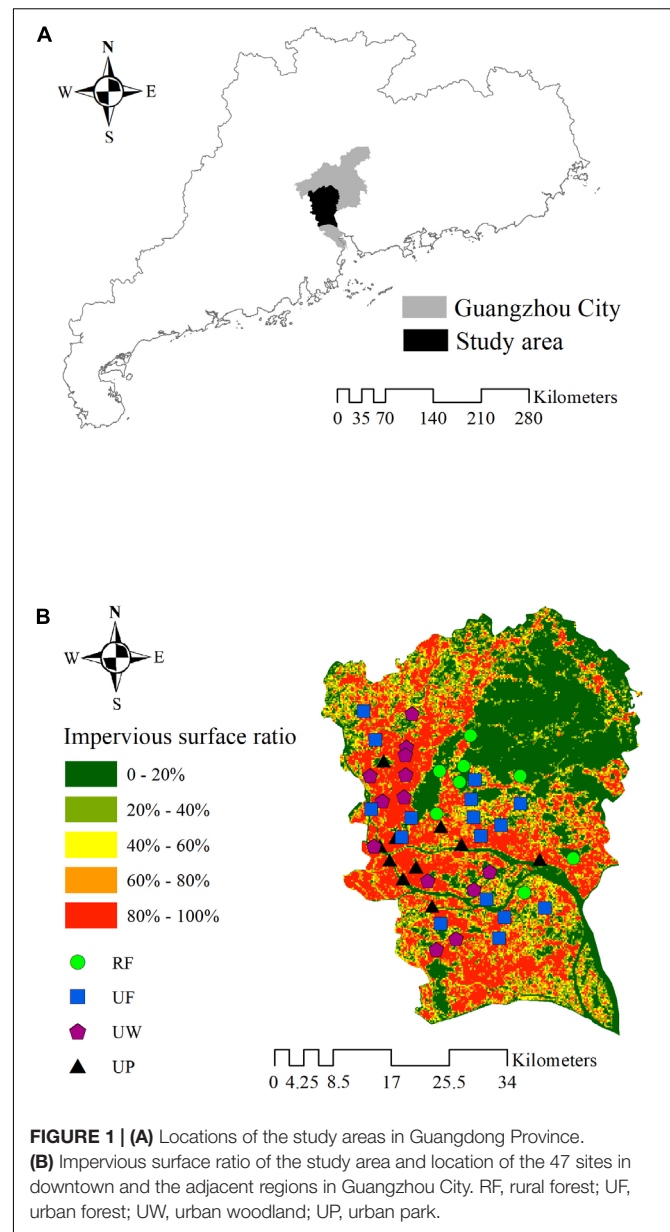 A
N
W E
S
Guangzhou City
Study area
Kilometers
0 35 70 140 210 280
B
N
W E
S
Impervious surface ratio
0 - 20%
20% - 40%
40% - 60%
60% - 80%
80% - 100%
RF
UF
UW
UP
Kilometers
0 4.25 8.5 17 25.5 34
FIGURE 1 | (A) Locations of the study areas in Guangdong Province.
(B) Impervious surface ratio of the study area and location of the 47 sites in
downtown and the adjacent regions in Guangzhou City. RF, rural forest; UF,
urban forest; UW, urban woodland; UP, urban park.